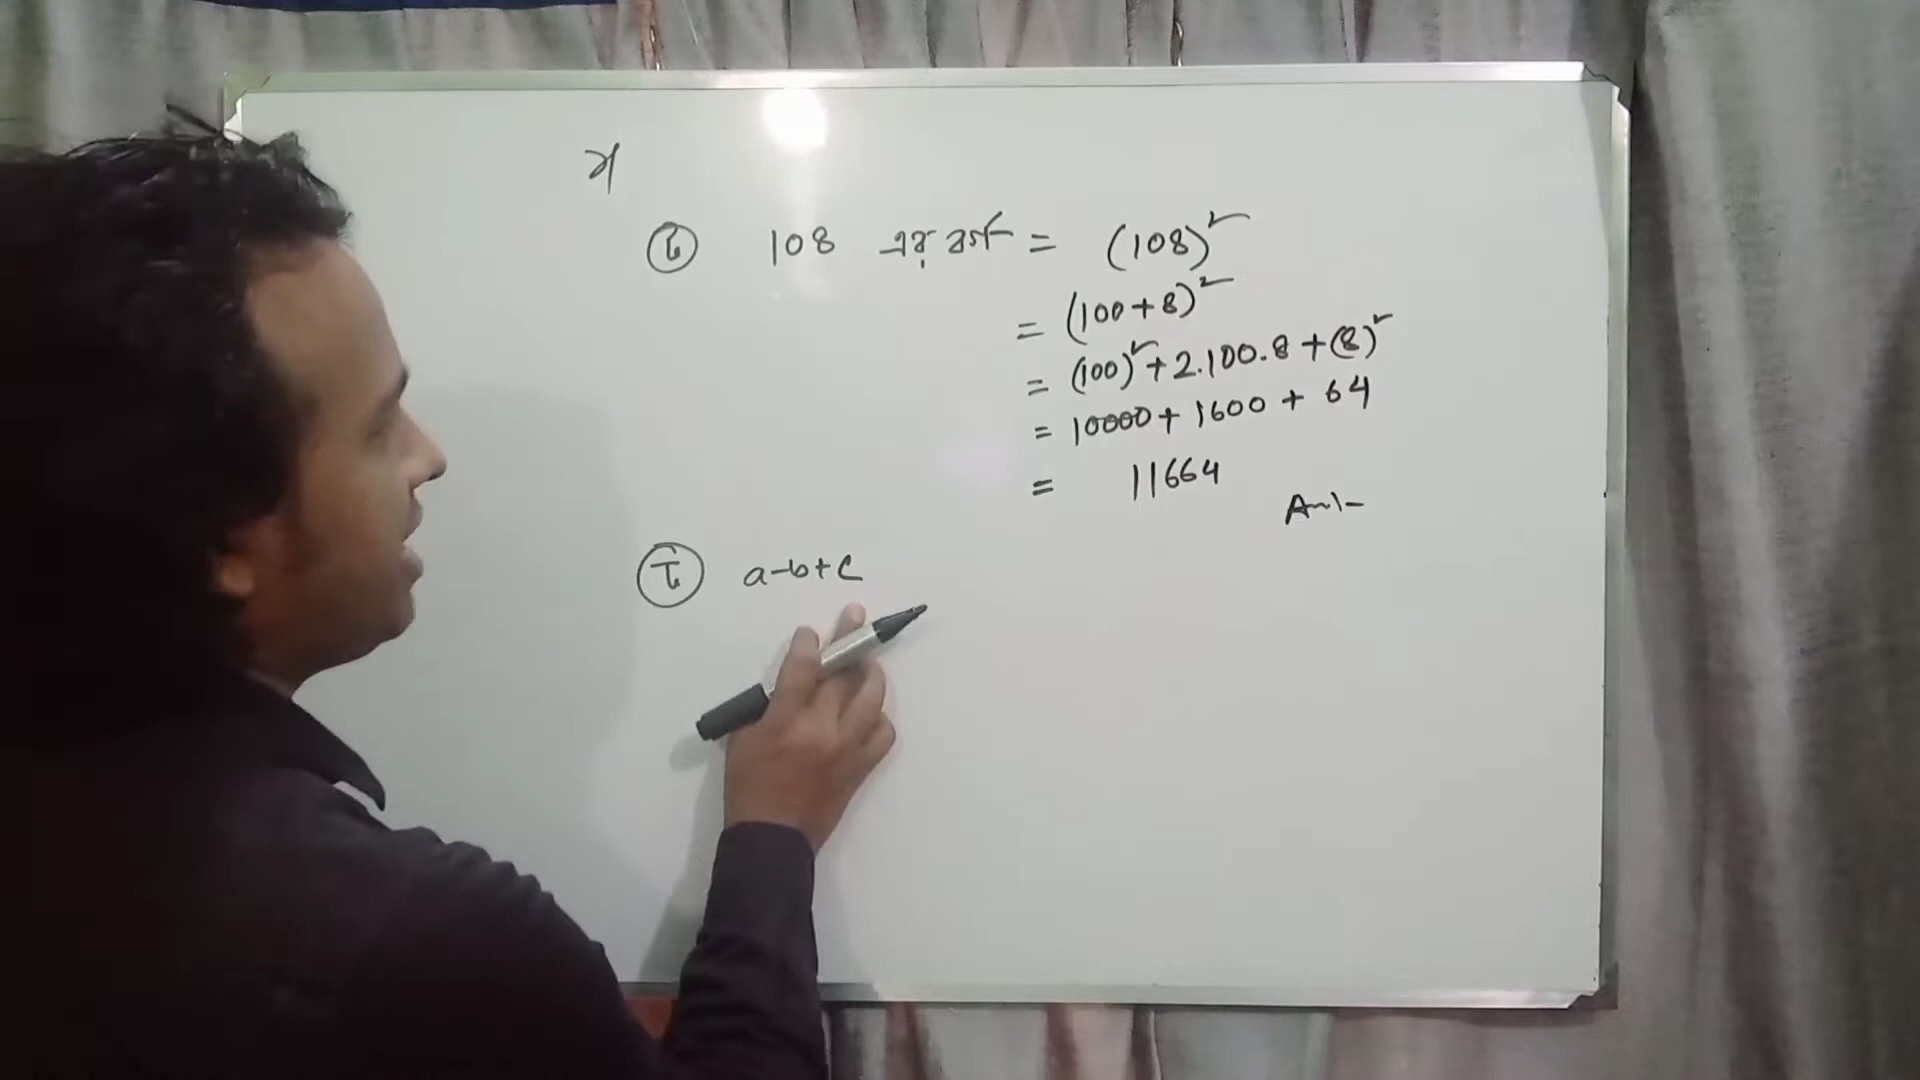 108 এর বর্গ = (108)²
= (100+8)²
= (100)²+2.100.8+(8)²
= 10000+1600+64
= 11664
Ans
a-b+c